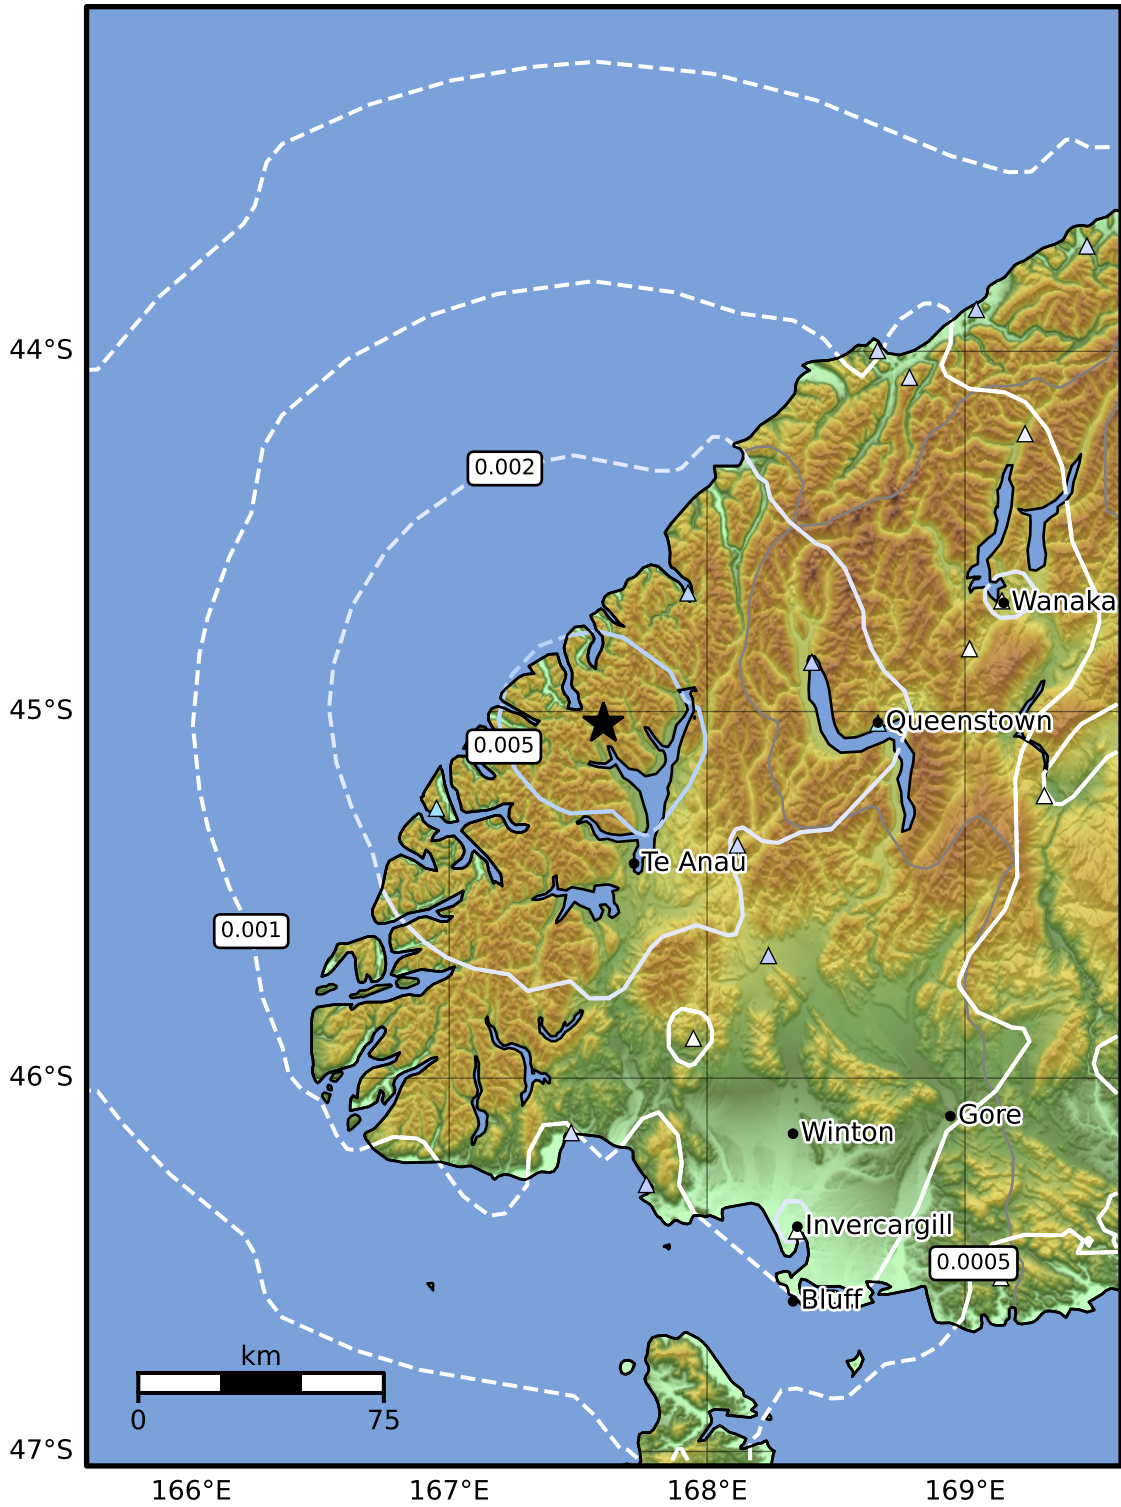 44°S
0.002
Wanaka
45°S
Queenstown
0.005
Te Anau
0.001
46°S
Gore
Winton
Invercargill
0.0005
Bluff
km
0
75
47°S
166°E
167°E
168°E
169°E